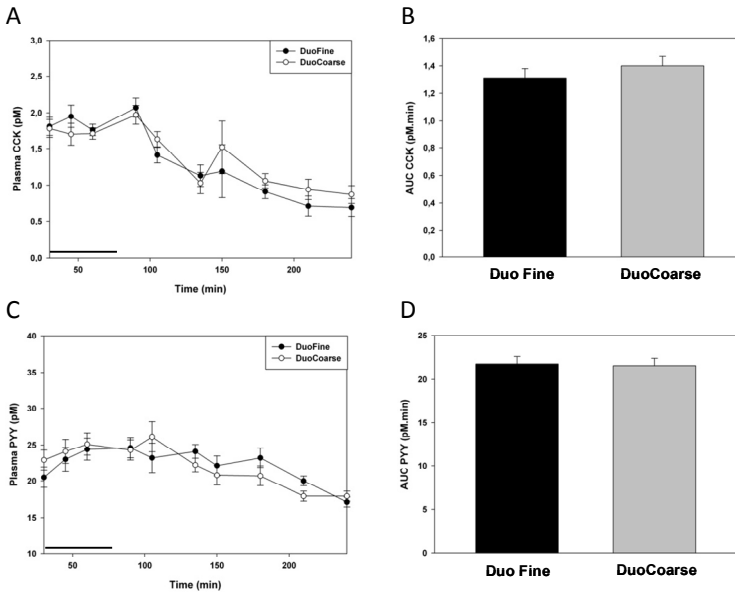 A
3,0
2,5
2,0
1,5
1,0
0,5
0,0
Plasma CCK (pM)
DuoFine
DuoCoarse
50
100
150
200
Time (min)
B
1,6
1,4
1,2
1,0
0,8
0,6
0,4
0,2
0,0
AUC CCK (pM.min)
Duo Fine
DuoCoarse
C
40
35
30
25
20
15
10
Plasma PYY (pM)
DuoFine
DuoCoarse
50
100
150
200
Time (min)
D
25
20
15
10
5
0
AUC PYY (pM.min)
Duo Fine
DuoCoarse